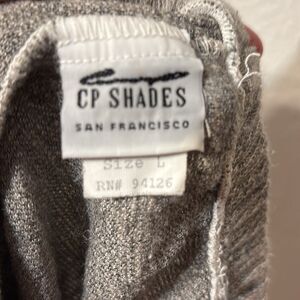 CP SHADES
SAN FRANCISCO
Size L
RN# 94126